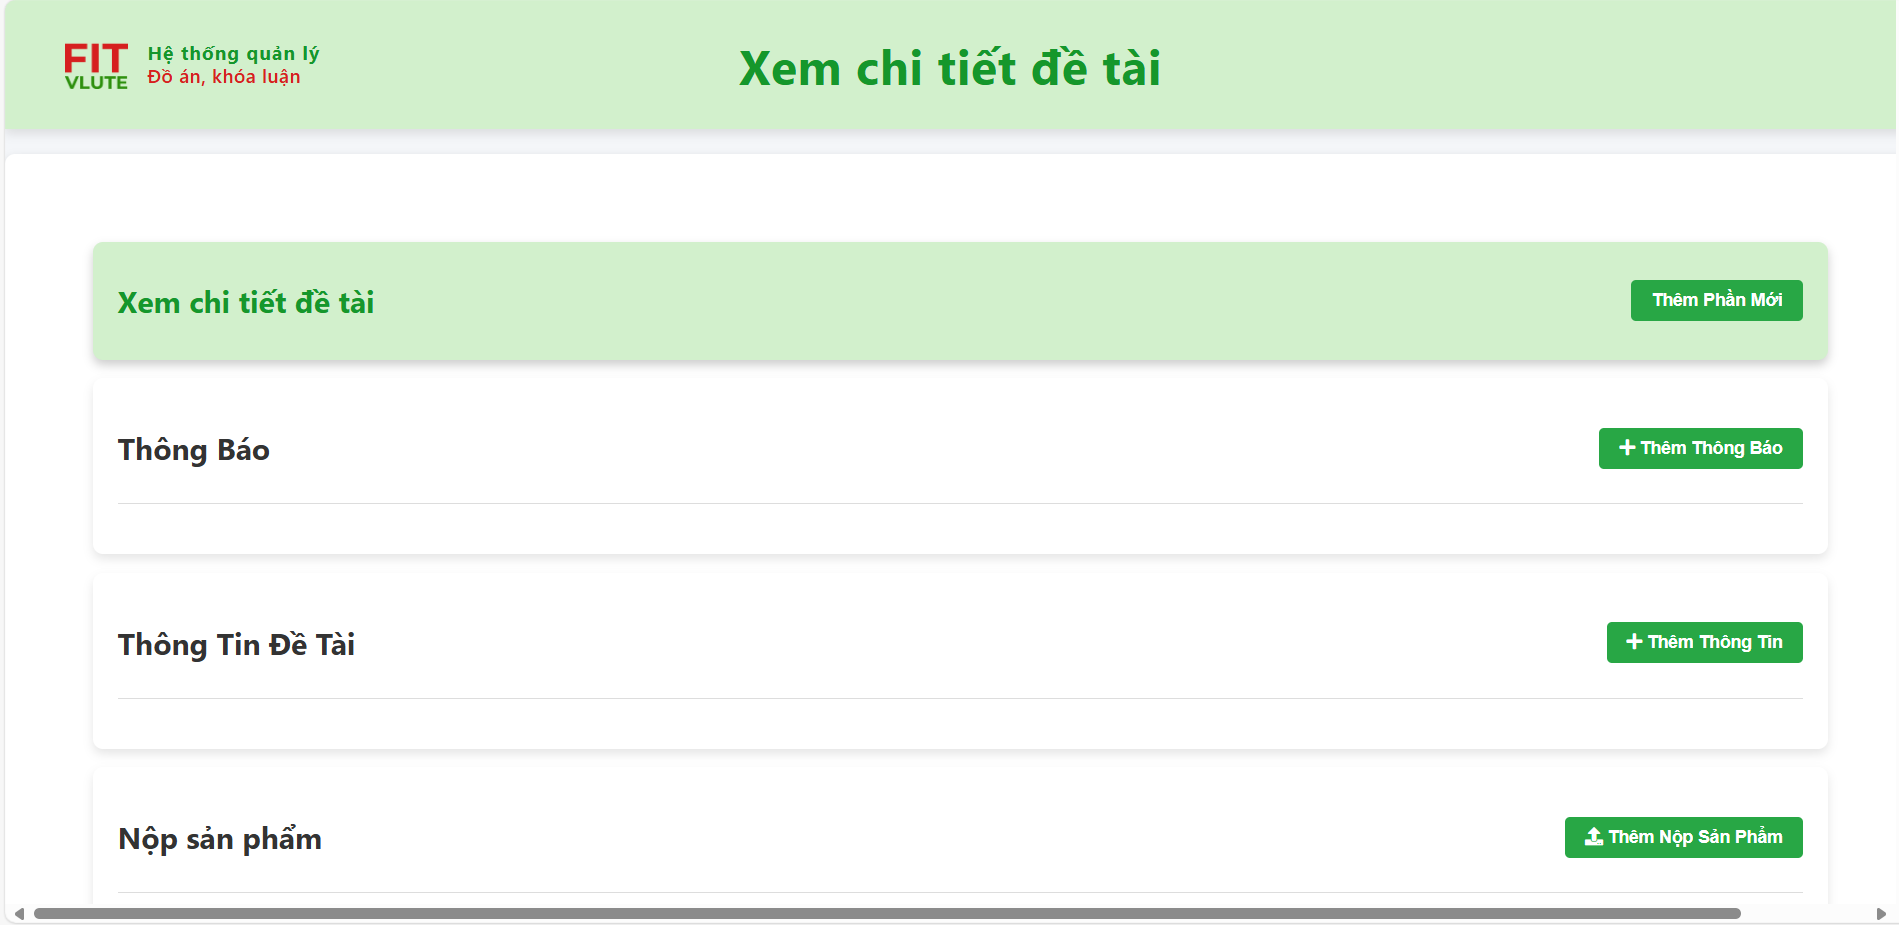 FIT
VLUTE
Hệ thống quản lý
Đồ án, khóa luận
Xem chi tiết đề tài
Xem chi tiết đề tài
Thêm Phần Mới
Thông Báo
Thêm Thông Báo
Thông Tin Đề Tài
Thêm Thông Tin
Nộp sản phẩm
Thêm Nộp Sản Phẩm